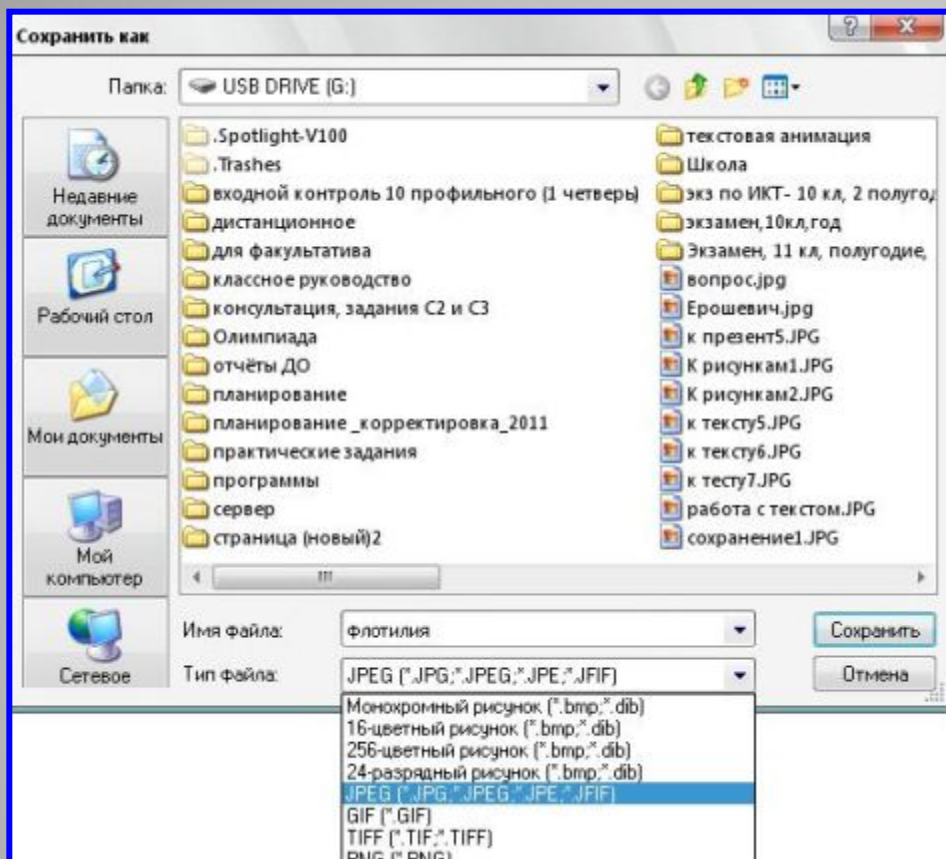 Сохранить как
Папка:
USB DRIVE (G:)
Недавние
документы
Рабочий стол
Мои документы
Мой
компьютер
Сетевое
.Spotlight-V100
.Trashes
входной контроль 10 профильного (1 четверь)
дистанционное
для факультатива
классное руководство
консультация, задания С2 и С3
Олимпиада
отчёты ДО
планирование
планирование _корректировка_2011
практические задания
программы
сервер
страница (новый)2
текстовая анимация
Школа
экз по ИКТ- 10 кл, 2 полугод
экзамен,10кл,год
Экзамен, 11 кл, полугодие,
вопрос.jpg
Ерошевич.jpg
к презент5.JPG
К рисункам1.JPG
К рисункам2.JPG
к тексту5.JPG
к тексту6.JPG
к тесту7.JPG
работа с текстом.JPG
сохранение1.JPG
Имя файла:
флотилия
Сохранить
Тип файла:
JPEG (*.JPG;*.JPEG;*.JPE;*.JFIF)
Отмена
Монохромный рисунок (*.bmp;*.dib)
16-цветный рисунок (*.bmp;*.dib)
256-цветный рисунок (*.bmp;*.dib)
24-разрядный рисунок (*.bmp;*.dib)
JPEG (*.JPG;*.JPEG;*.JPE;*.JFIF)
GIF (*.GIF)
TIFF (*.TIF;*.TIFF)
PNG (*.PNG)